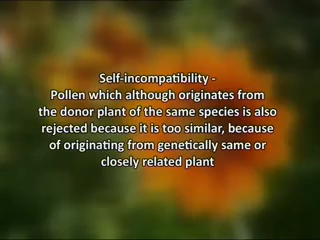 Self-incompatibility -
Pollen which although originates from
the donor plant of the same species is also
rejected because it is too similar, because
of originating from genetically same or
closely related plant